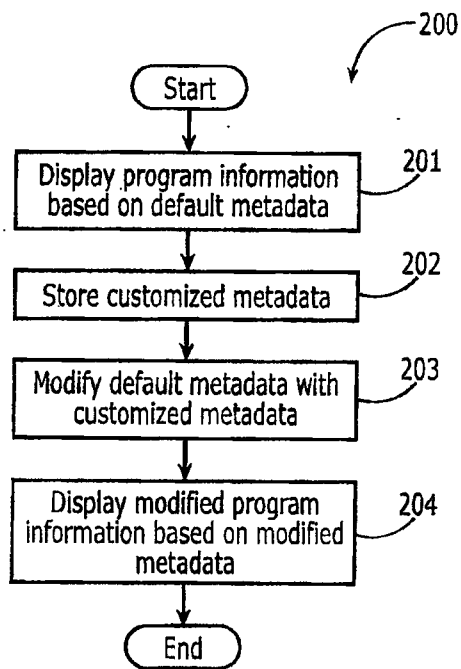 200
Start
Display program information
based on default metadata
201
Store customized metadata
202
Modify default metadata with
customized metadata
203
Display modified program
information based on modified
metadata
204
End